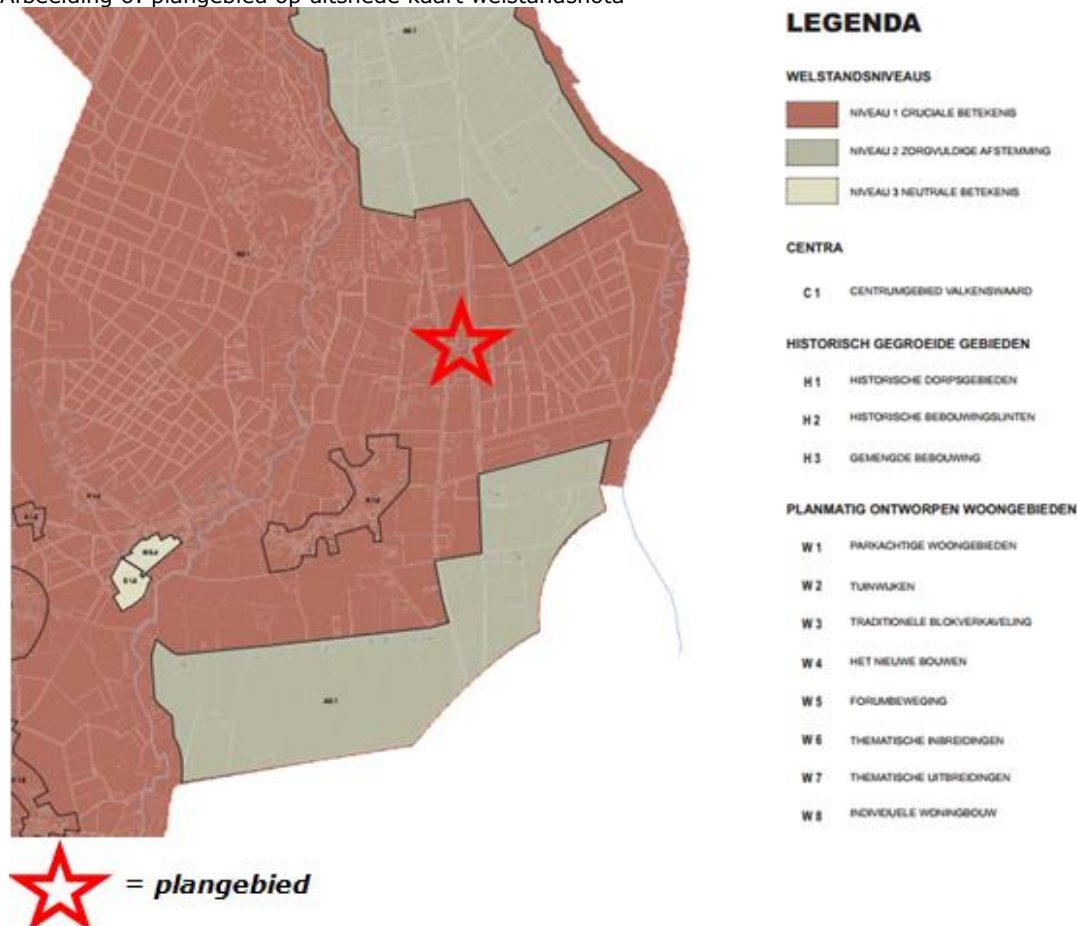 Afbeelding 6: plangebied op uitsnede kaart welstandsnota
LEGENDA
WELSTANDSNIVEAUS
NIVEAU 1 CRUCIALE BETEKENIS
NIVEAU 2 ZORGVULDIGE AFSTEMMING
NIVEAU 3 NEUTRALE BETEKENIS
CENTRA
C 1 CENTRUMGEBIED VALKENSWAARD
HISTORISCH GEGROEIDE GEBIEDEN
H 1 HISTORISCHE DORPSGEBIEDEN
H 2 HISTORISCHE BEBOUWINGSLINTEN
H 3 GEMENGDE BEBOUWING
PLANMATIG ONTWORPEN WOONGEBIEDEN
W 1 PARKACHTIGE WOONGEBIEDEN
W 2 TUINWIJKEN
W 3 TRADITIONELE BLOKVERKAVELING
W 4 HET NIEUWE BOUWEN
W 5 FORUMBEWEGING
W 6 THEMATISCHE INBREIDINGEN
W 7 THEMATISCHE UITBREIDINGEN
W 8 INDIVIDUELE WONINGBOUW
= plangebied